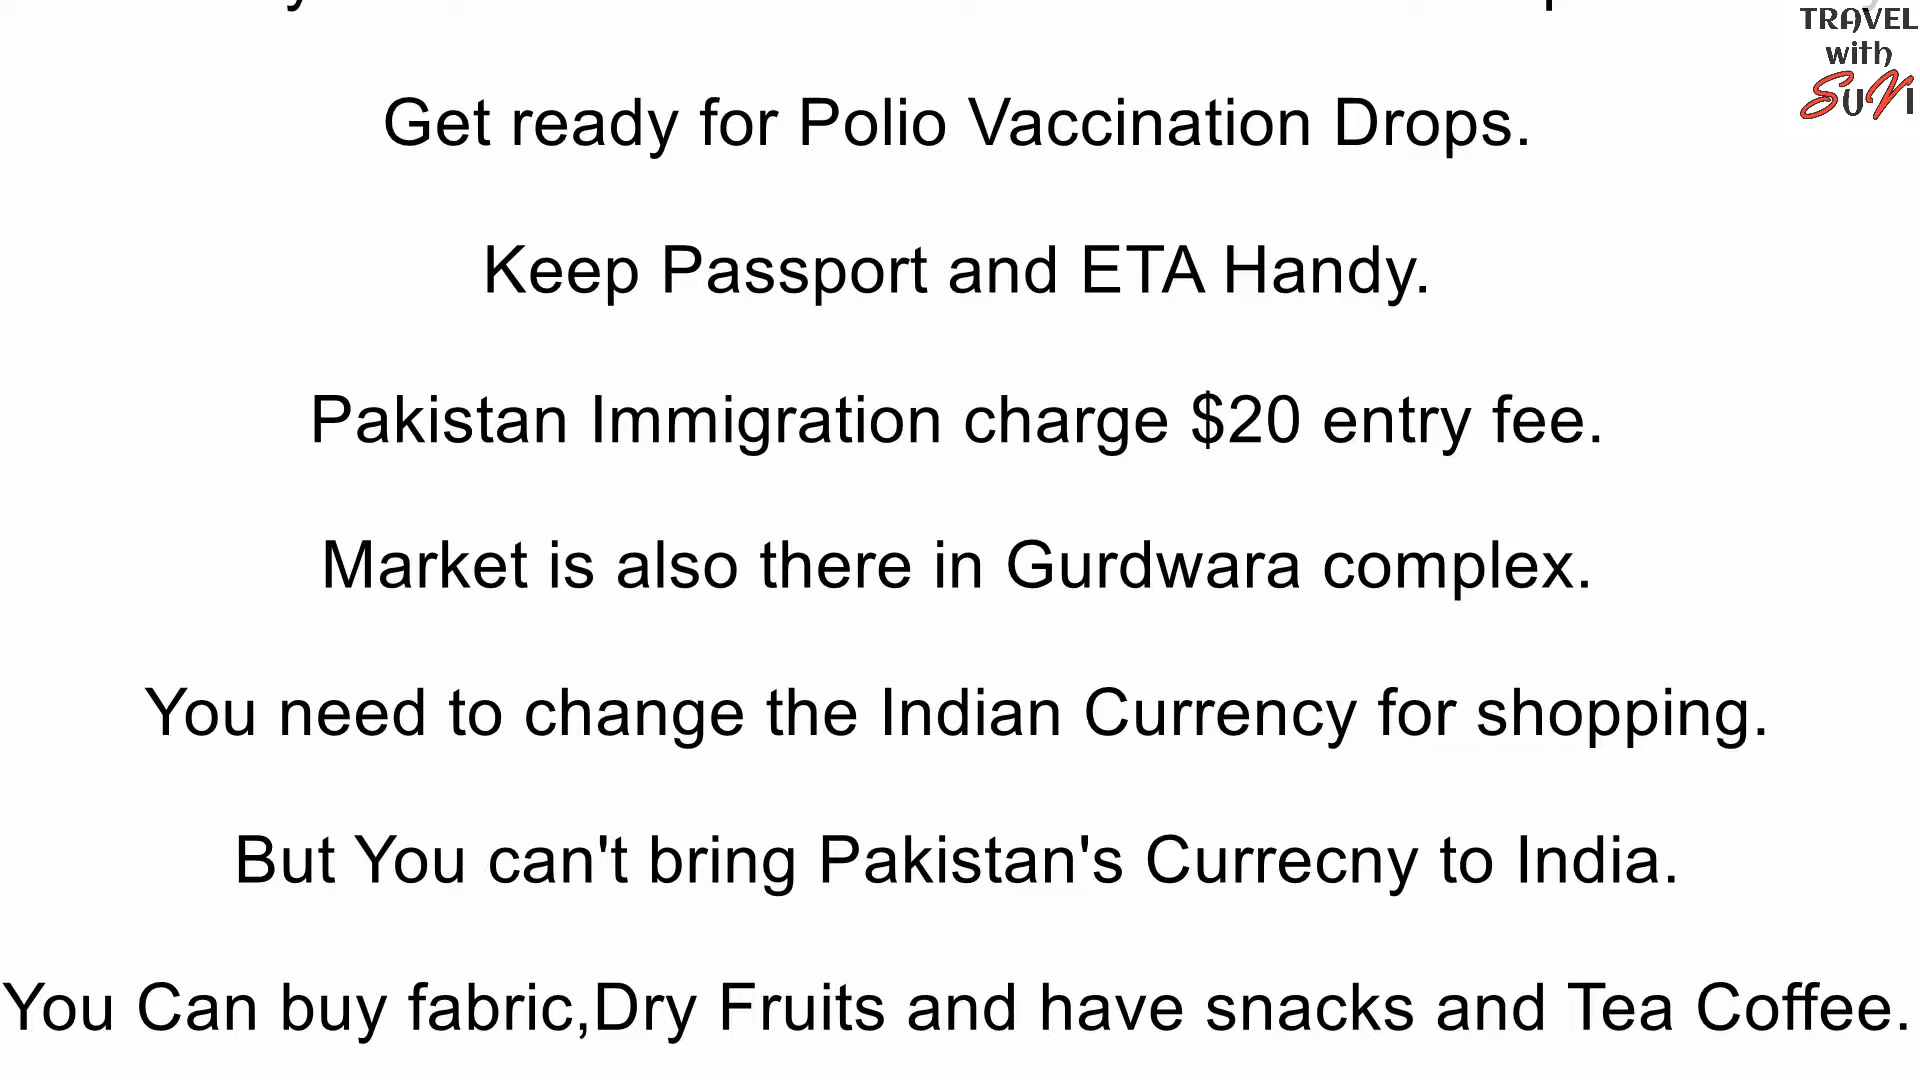 TRAVEL
with
SuVi
Get ready for Polio Vaccination Drops.
Keep Passport and ETA Handy.
Pakistan Immigration charge $20 entry fee.
Market is also there in Gurdwara complex.
You need to change the Indian Currency for shopping.
But You can't bring Pakistan's Currecny to India.
You Can buy fabric,Dry Fruits and have snacks and Tea Coffee.